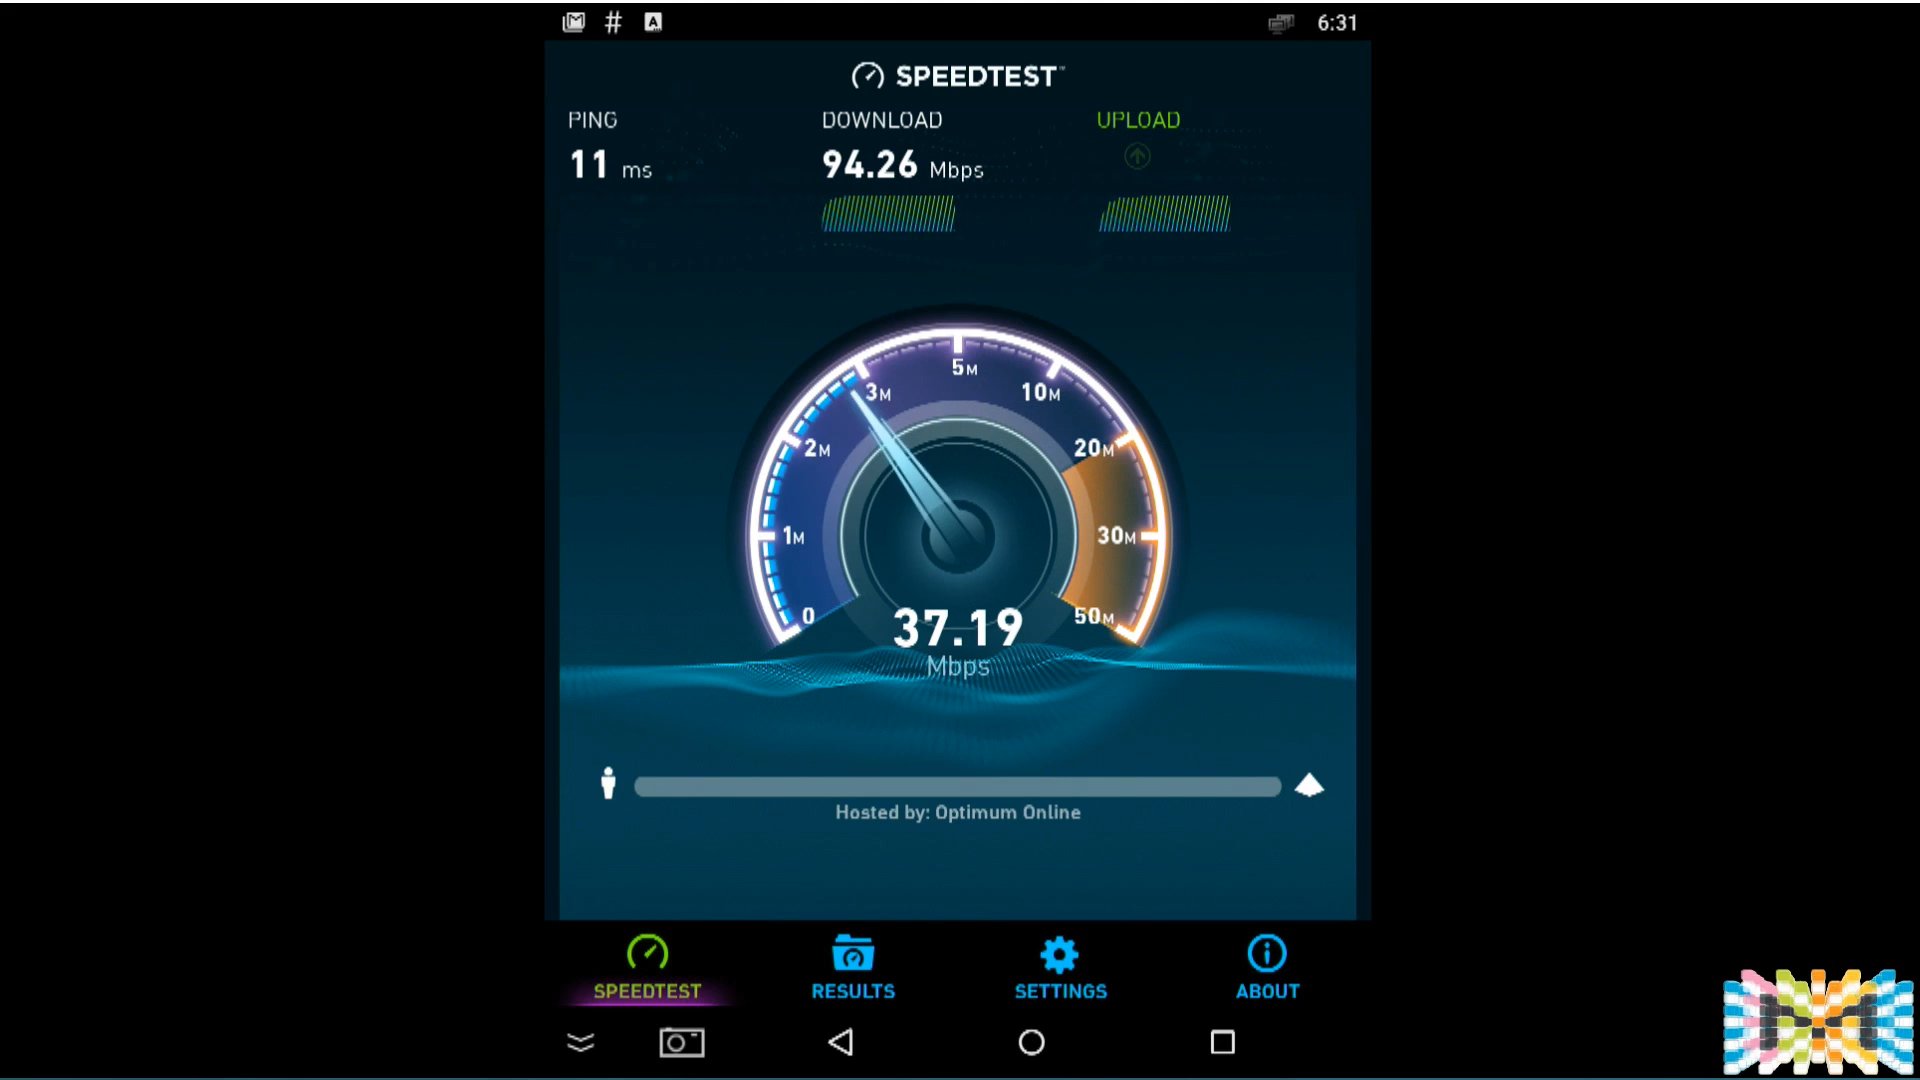 # A 6:31
SPEEDTEST™
PING DOWNLOAD UPLOAD
11 ms 94.26 Mbps
5M
3M 10M
2M 20M
1M 30M
0 50M
37.19
Mbps
Hosted by: Optimum Online
SPEEDTEST RESULTS SETTINGS ABOUT